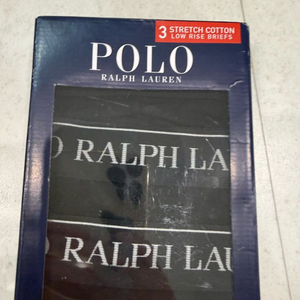 3 STRETCH COTTON
LOW RISE BRIEFS
POLO
RALPH LAUREN
O RALPH LA
RALPH LAU